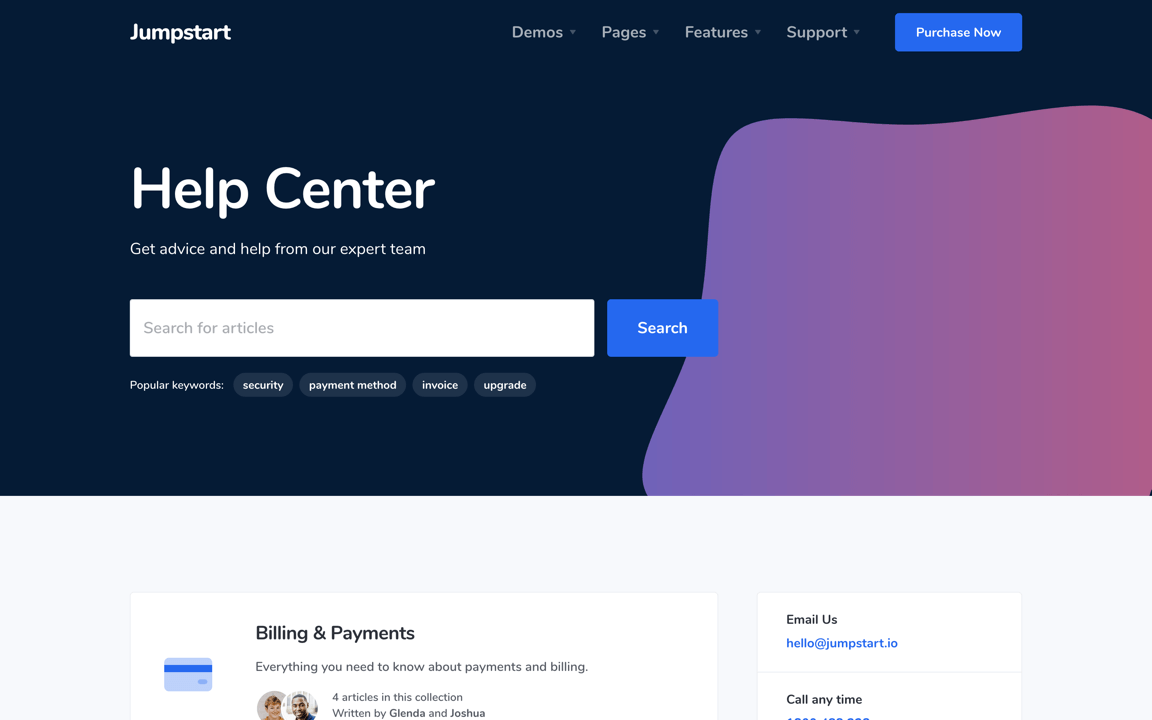 Jumpstart
Demos
Pages
Features
Support
Purchase Now
Help Center
Get advice and help from our expert team
Search for articles
Search
Popular keywords: security payment method invoice upgrade
Billing & Payments
Everything you need to know about payments and billing.
4 articles in this collection
Written by Glenda and Joshua
Email Us
hello@jumpstart.io
Call any time